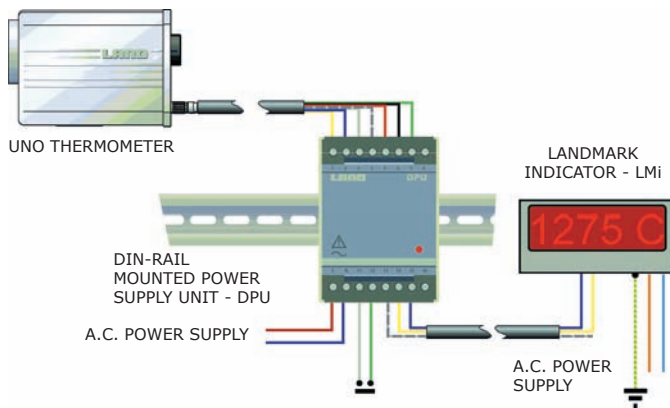 LAND
UNO THERMOMETER
LAND DPU
LANDMARK
INDICATOR - LMi
1275 C
DIN-RAIL
MOUNTED POWER
SUPPLY UNIT - DPU
A.C. POWER SUPPLY
A.C. POWER
SUPPLY